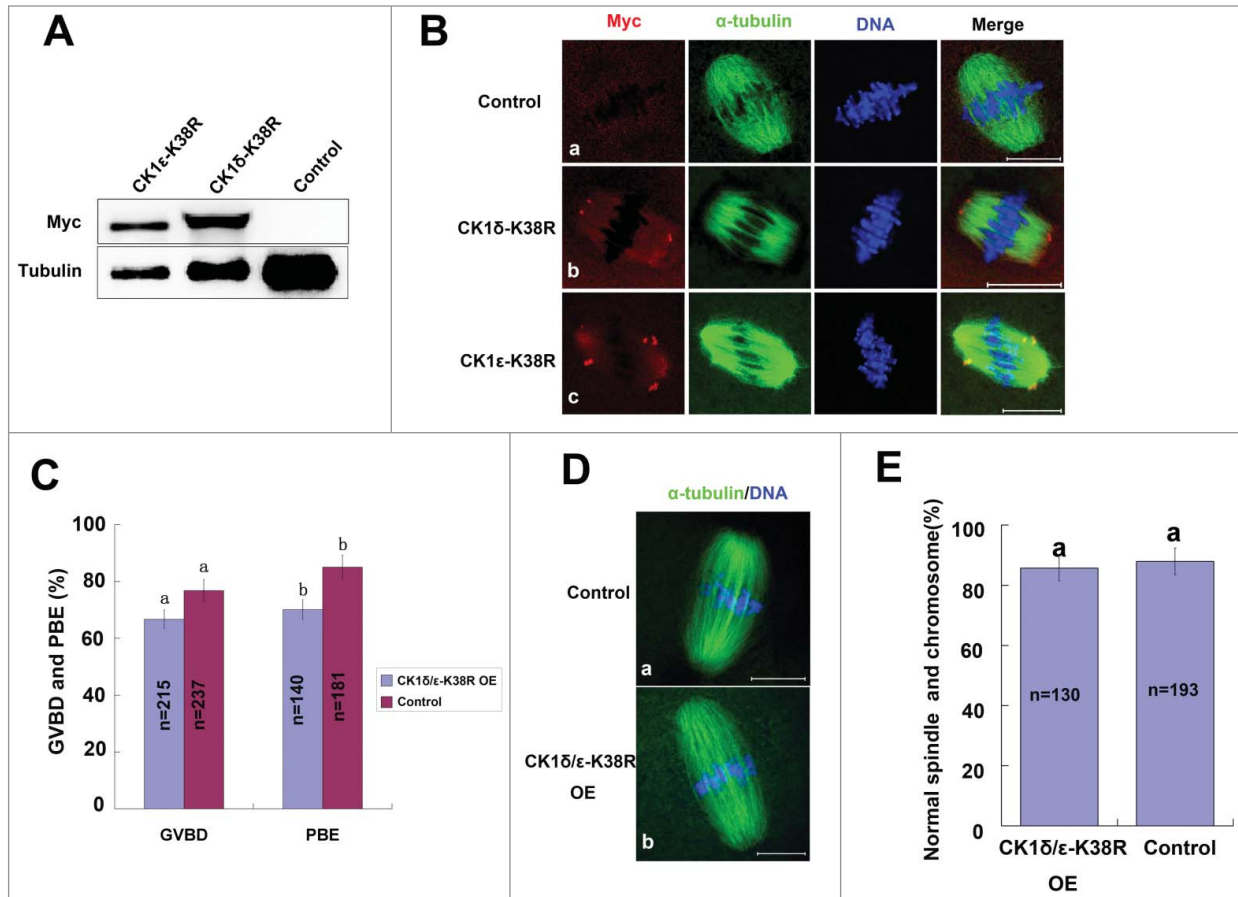 A
CK1ε-K38R
CK1δ-K38R
Control
Myc
Tubulin
B
Myc
α-tubulin
DNA
Merge
Control
a
CK1δ-K38R
b
CK1ε-K38R
c
C
GVBD and PBE (%)
100
80
60
40
20
0
a
a
b
b
n=215
n=237
n=140
n=181
GVBD
PBE
CK1δ/ε-K38R OE
Control
D
α-tubulin/DNA
Control
a
CK1δ/ε-K38R
OE
b
E
Normal spindle and chromosome(%)
100
80
60
40
20
0
a
a
n=130
n=193
CK1δ/ε-K38R
OE
Control